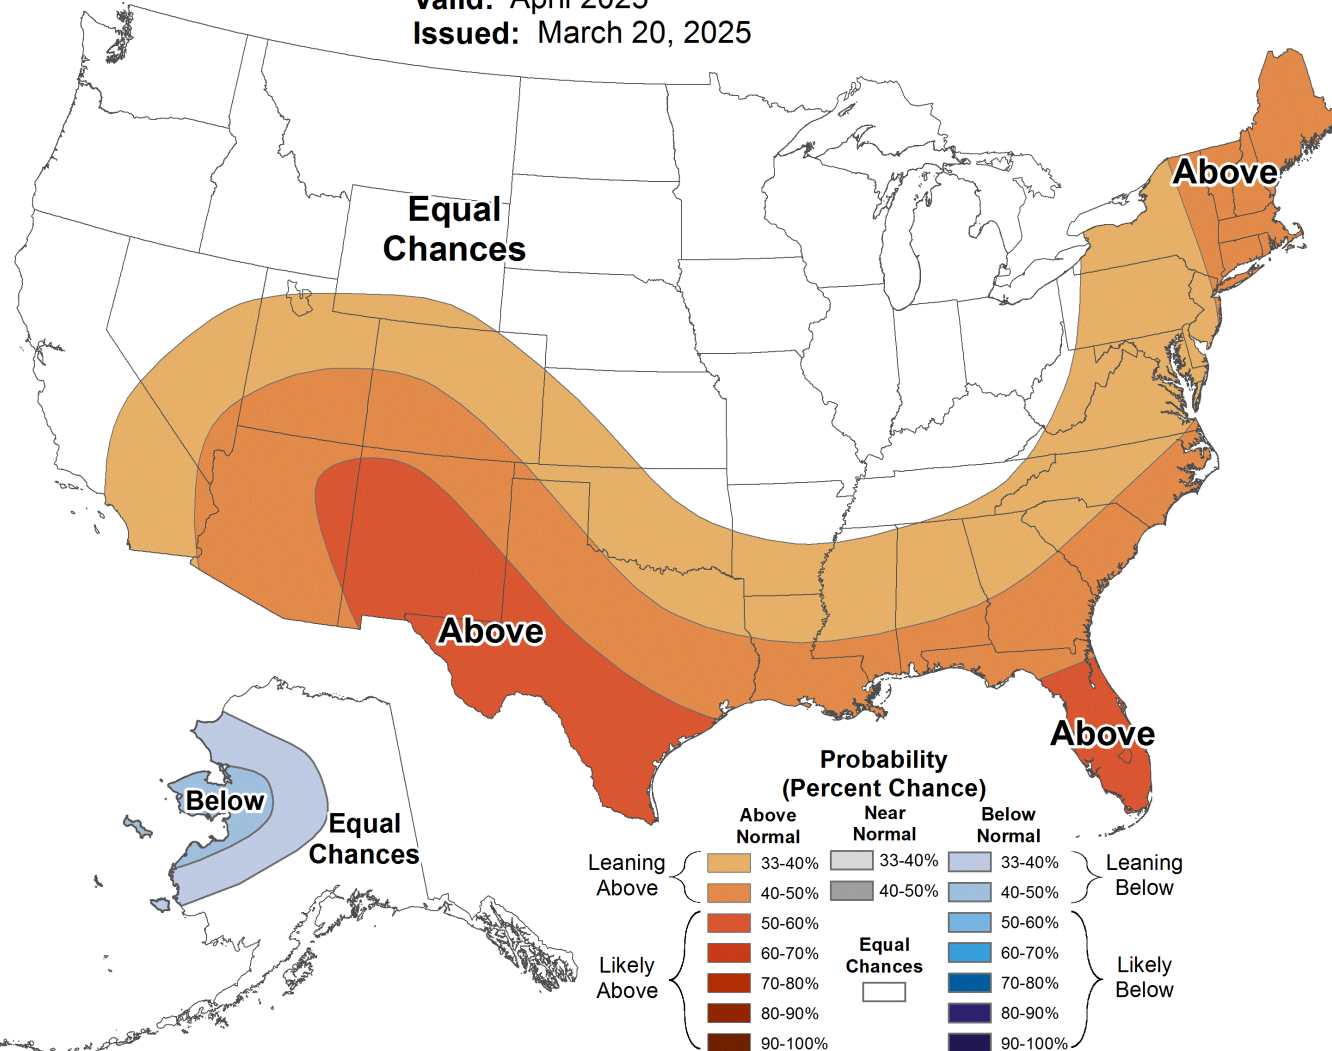 Valid: April 2025
Issued: March 20, 2025
Equal
Chances
Above
Above
Above
Below
Equal
Chances
Probability
(Percent Chance)
Above
Normal
Near
Normal
Below
Normal
Leaning
Above
33-40%
40-50%
33-40%
40-50%
33-40%
40-50%
Leaning
Below
Likely
Above
50-60%
60-70%
70-80%
80-90%
90-100%
Equal
Chances
50-60%
60-70%
70-80%
80-90%
90-100%
Likely
Below